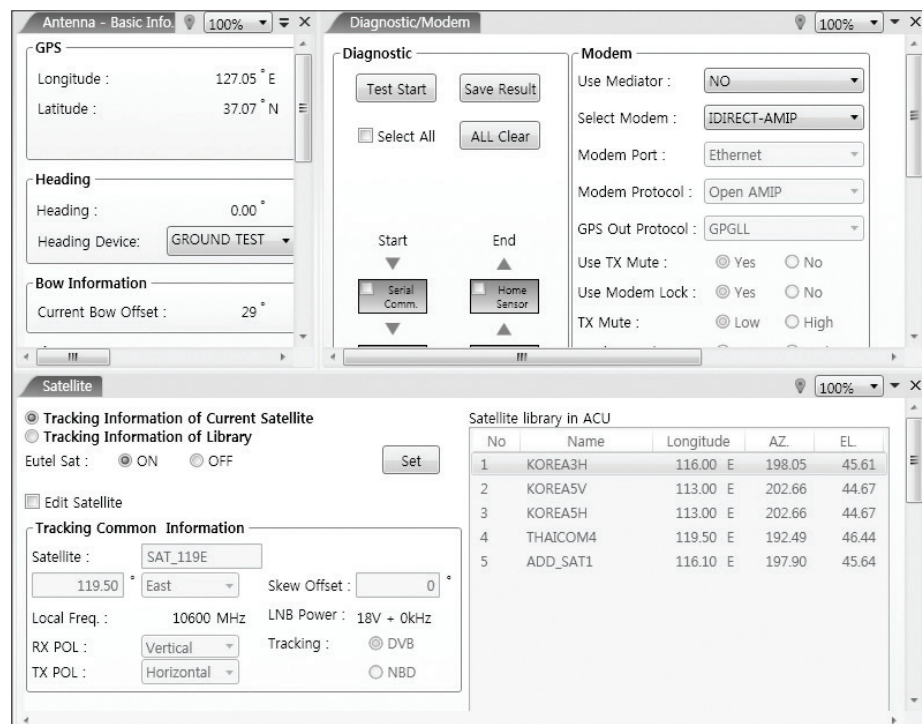 Antenna - Basic Info. 100%
GPS
Longitude : 127.05 ° E
Latitude : 37.07 ° N
Heading
Heading : 0.00 °
Heading Device: GROUND TEST
Bow Information
Current Bow Offset : 29 °
Diagnostic/Modem 100%
Diagnostic
Test Start Save Result
Select All ALL Clear
Start End
Serial Comm. Home Sensor
Modem
Use Mediator : NO
Select Modem : IDIRECT-AMIP
Modem Port : Ethernet
Modem Protocol : Open AMIP
GPS Out Protocol : GPGLL
Use TX Mute : Yes No
Use Modem Lock : Yes No
TX Mute : Low High
Satellite 100%
Tracking Information of Current Satellite
Tracking Information of Library
Eutel Sat : ON OFF Set
Edit Satellite
Tracking Common Information
Satellite : SAT_119E
119.50 ° East Skew Offset : 0 °
Local Freq. : 10600 MHz LNB Power : 18V + 0kHz
RX POL : Vertical Tracking : DVB
TX POL : Horizontal NBD
Satellite library in ACU
No Name Longitude AZ. EL.
1 KOREA3H 116.00 E 198.05 45.61
2 KOREA5V 113.00 E 202.66 44.67
3 KOREA5H 113.00 E 202.66 44.67
4 THAICOM4 119.50 E 192.49 46.44
5 ADD_SAT1 116.10 E 197.90 45.64